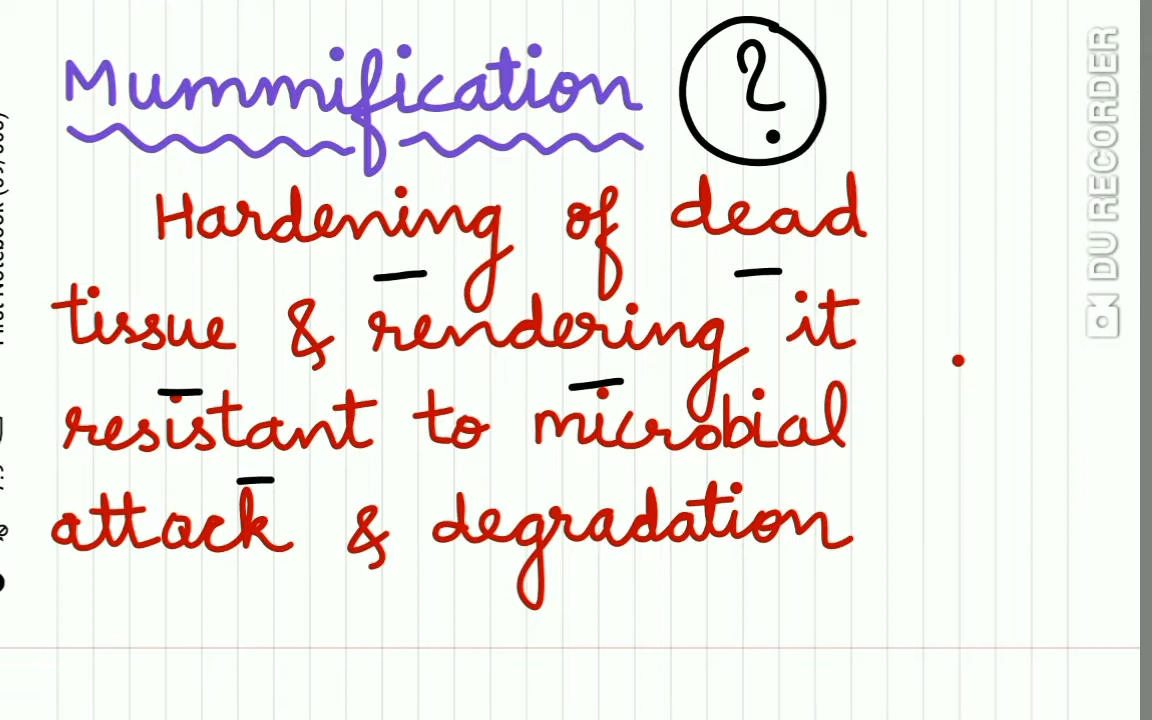 Mummification ?
Hardening of dead
tissue & rendering it
resistant to microbial
attack & degradation
DU RECORDER